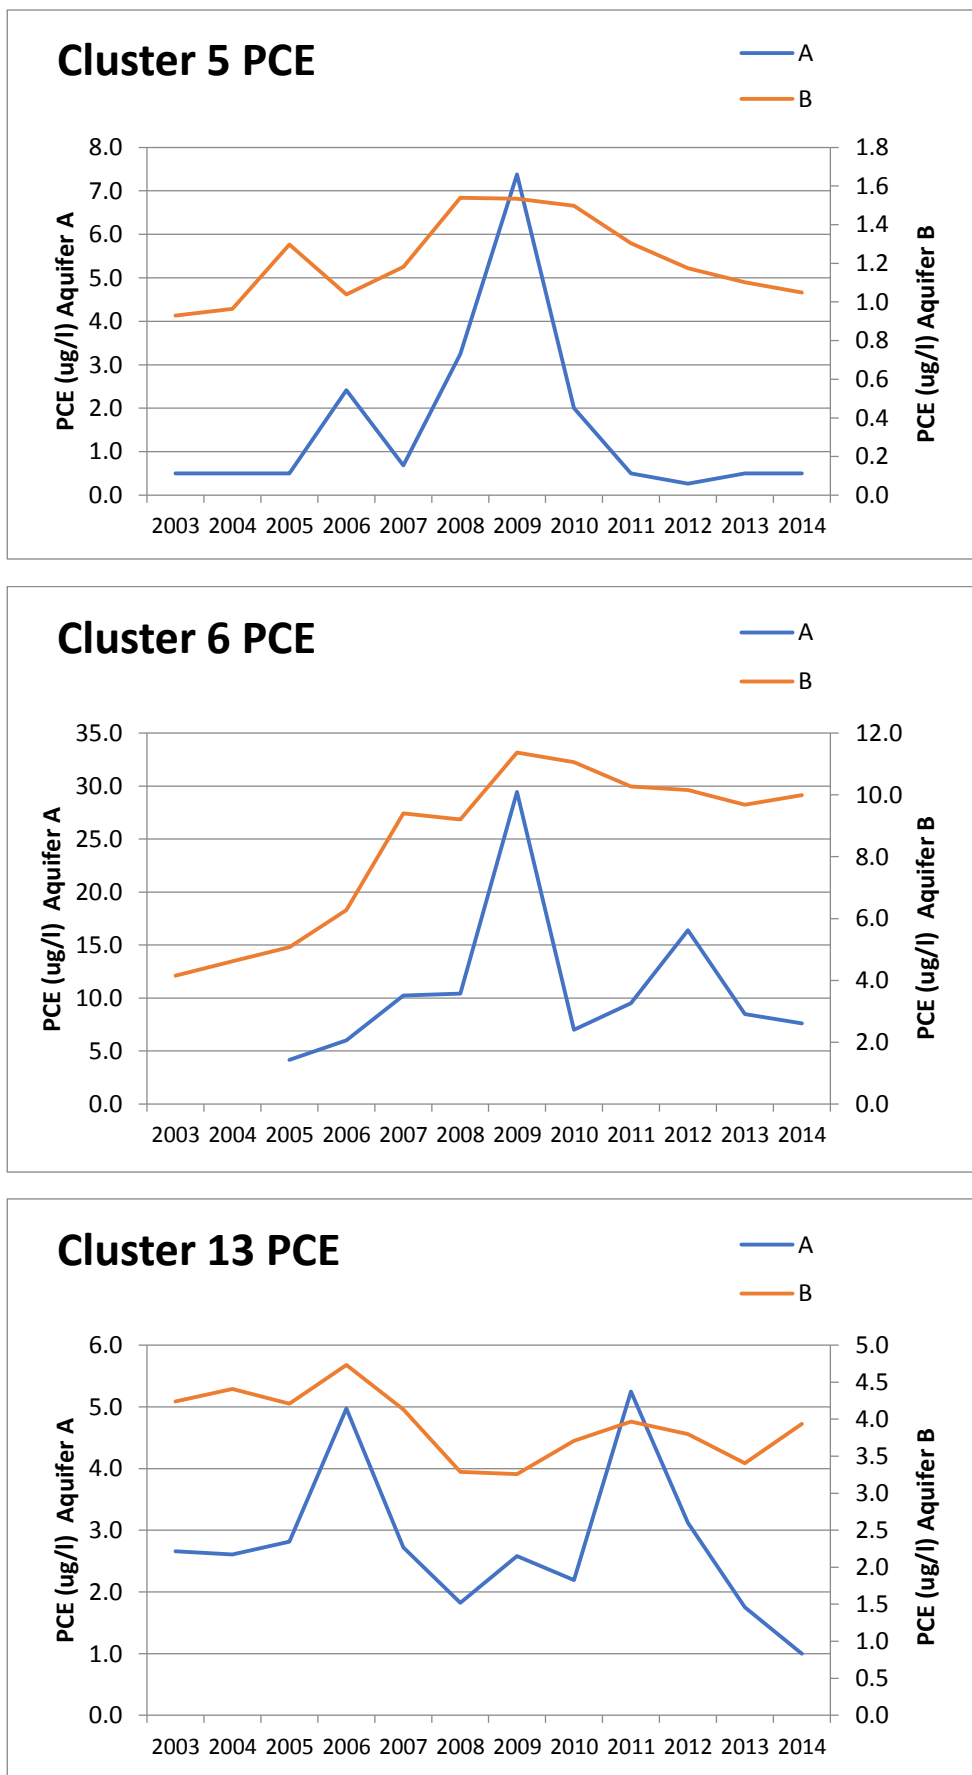 Cluster 5 PCE
A
B
8.0
7.0
6.0
5.0
4.0
3.0
2.0
1.0
0.0
PCE (ug/l) Aquifer A
1.8
1.6
1.4
1.2
1.0
0.8
0.6
0.4
0.2
0.0
PCE (ug/l) Aquifer B
2003 2004 2005 2006 2007 2008 2009 2010 2011 2012 2013 2014
Cluster 6 PCE
A
B
35.0
30.0
25.0
20.0
15.0
10.0
5.0
0.0
PCE (ug/l) Aquifer A
12.0
10.0
8.0
6.0
4.0
2.0
0.0
PCE (ug/l) Aquifer B
2003 2004 2005 2006 2007 2008 2009 2010 2011 2012 2013 2014
Cluster 13 PCE
A
B
6.0
5.0
4.0
3.0
2.0
1.0
0.0
PCE (ug/l) Aquifer A
5.0
4.5
4.0
3.5
3.0
2.5
2.0
1.5
1.0
0.5
0.0
PCE (ug/l) Aquifer B
2003 2004 2005 2006 2007 2008 2009 2010 2011 2012 2013 2014